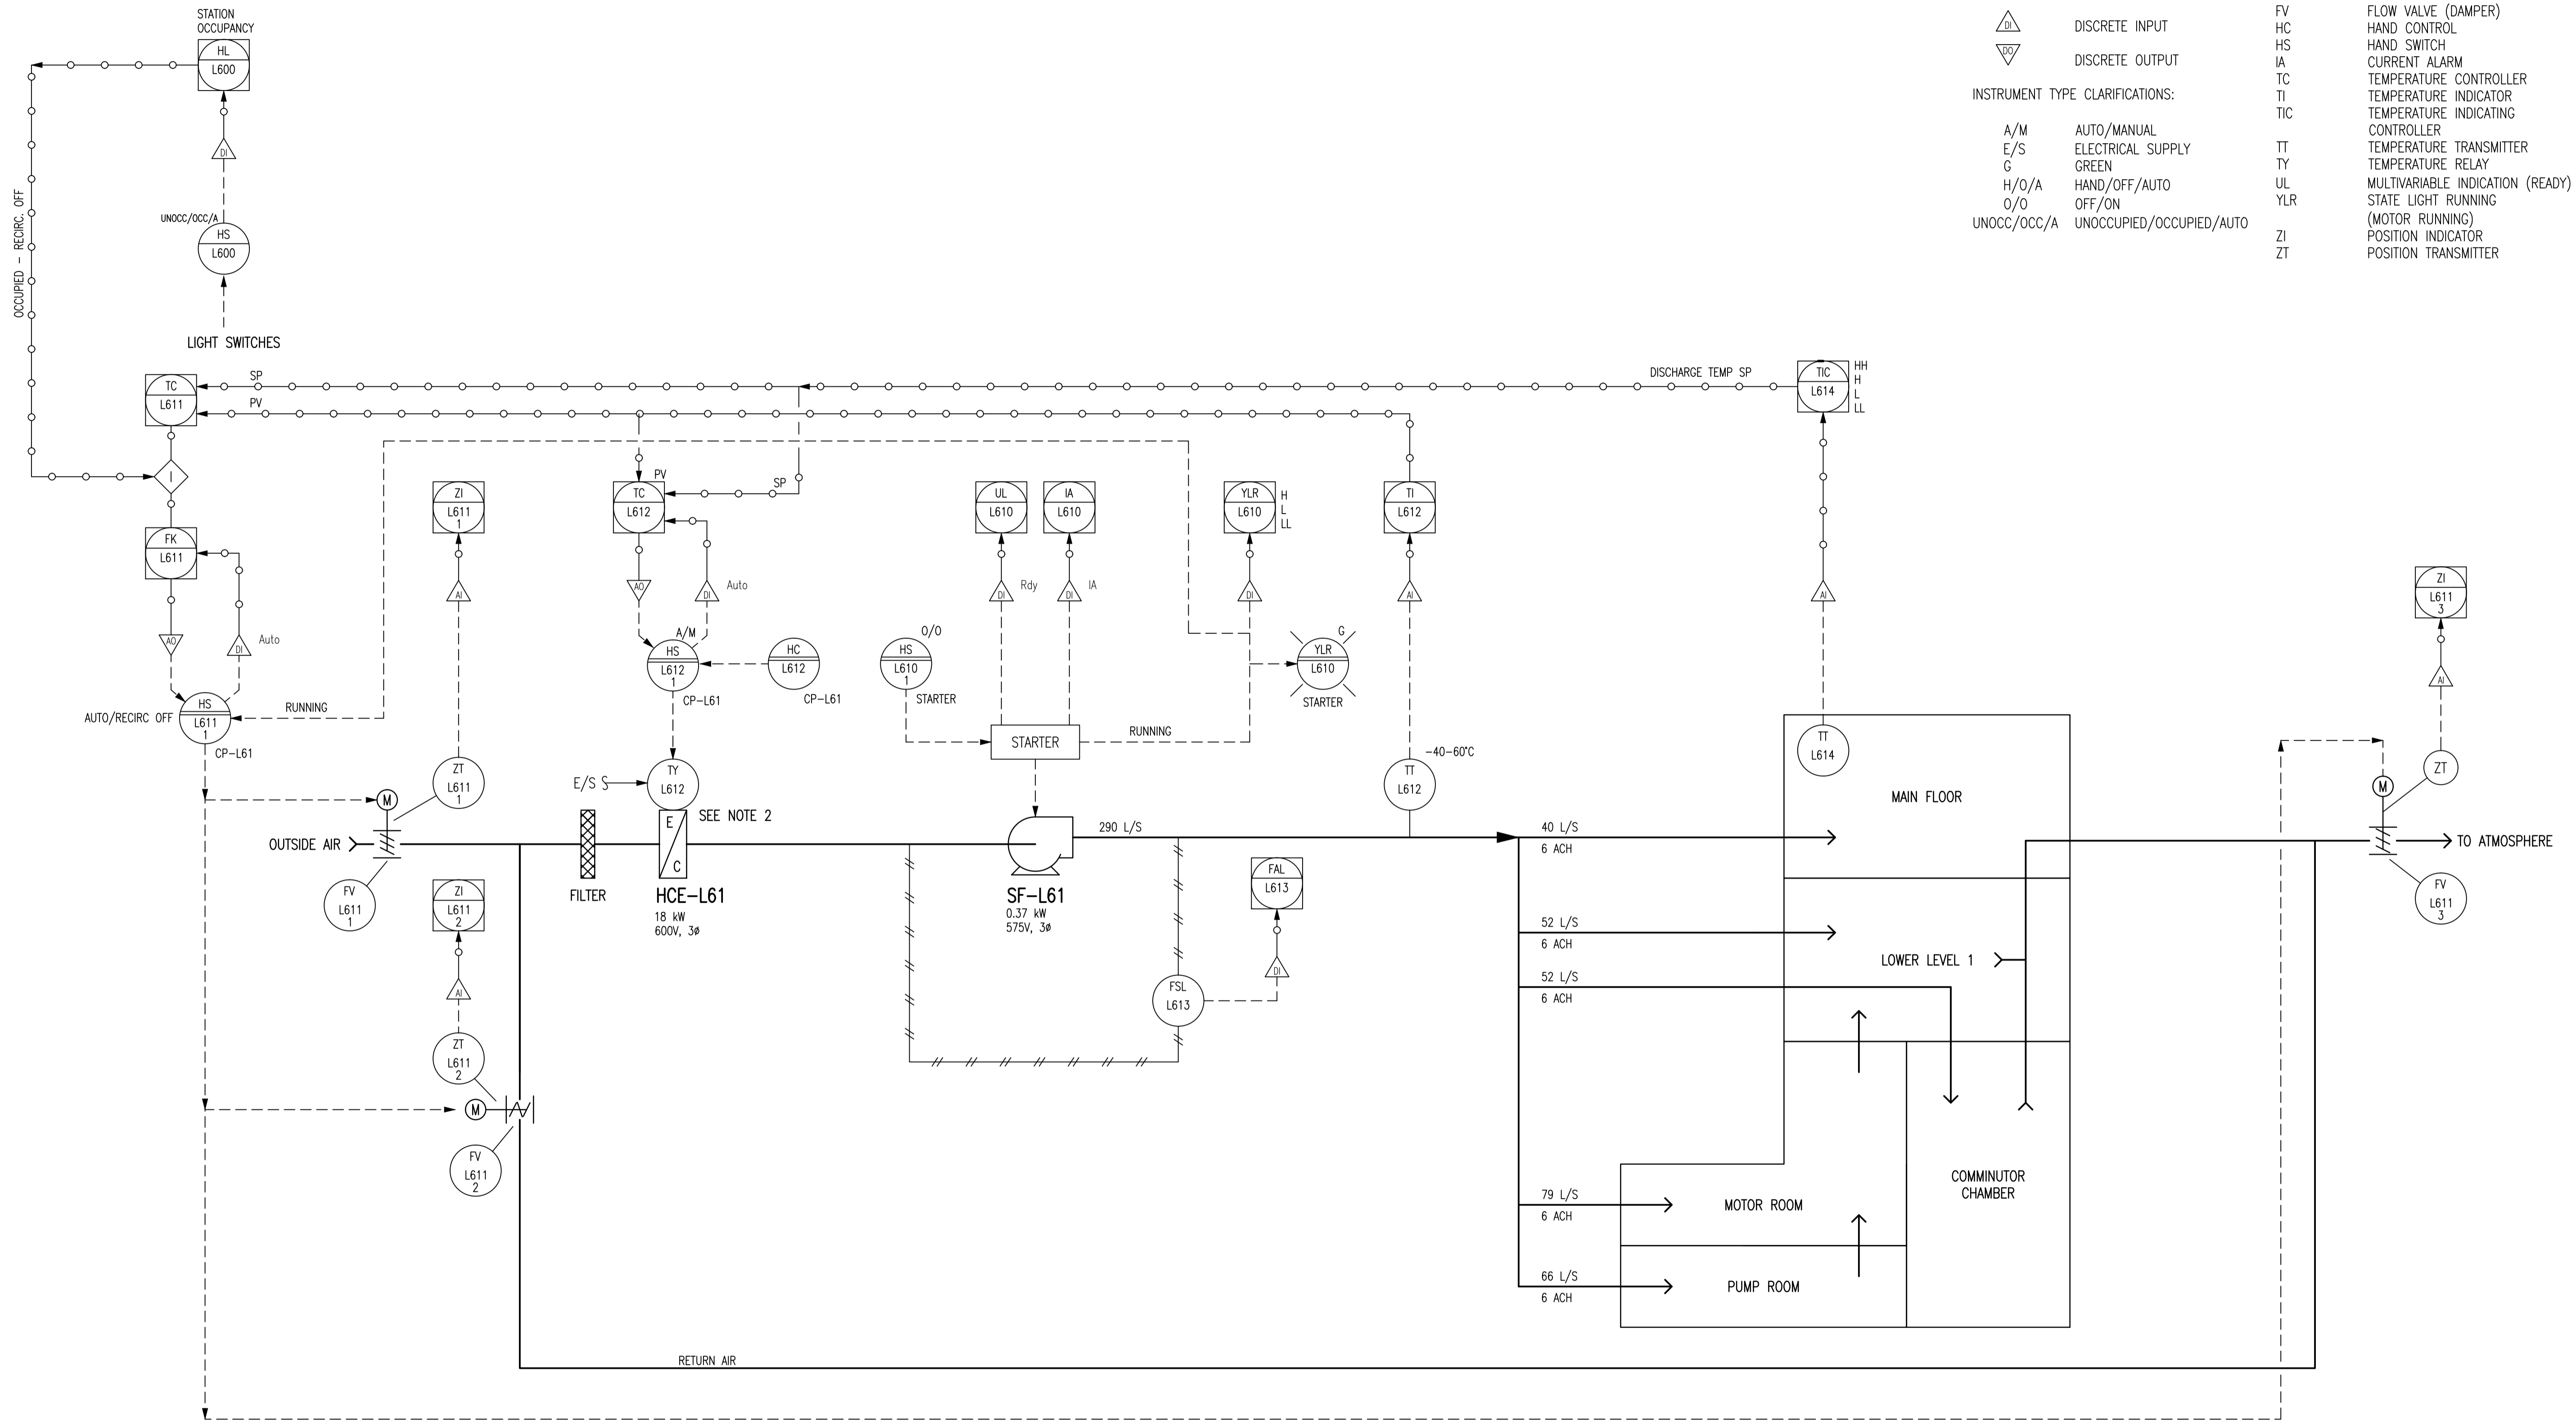 STATION
OCCUPANCY
HL
L600
DI
UNOCC/OCC/A
HS
L600
LIGHT SWITCHES
OCCUPIED - RECIRC. OFF
DI DISCRETE INPUT
DO DISCRETE OUTPUT
INSTRUMENT TYPE CLARIFICATIONS:
A/M AUTO/MANUAL
E/S ELECTRICAL SUPPLY
G GREEN
H/O/A HAND/OFF/AUTO
O/O OFF/ON
UNOCC/OCC/A UNOCCUPIED/OCCUPIED/AUTO
FV FLOW VALVE (DAMPER)
HC HAND CONTROL
HS HAND SWITCH
IA CURRENT ALARM
TC TEMPERATURE CONTROLLER
TI TEMPERATURE INDICATOR
TIC TEMPERATURE INDICATING
CONTROLLER
TT TEMPERATURE TRANSMITTER
TY TEMPERATURE RELAY
UL MULTIVARIABLE INDICATION (READY)
YLR STATE LIGHT RUNNING
(MOTOR RUNNING)
ZI POSITION INDICATOR
ZT POSITION TRANSMITTER
TC
L611
SP
PV
DISCHARGE TEMP SP
TIC
L614
HH
H
L
LL
I
FK
L611
AO
DI
Auto
HS
L611
1
AUTO/RECIRC OFF
CP-L61
RUNNING
ZI
L611
1
AI
ZT
L611
1
TC
L612
PV
SP
AO
DI
Auto
A/M
HS
L612
1
CP-L61
HC
L612
CP-L61
TY
L612
E/S
UL
L610
DI
Rdy
IA
L610
DI
IA
O/O
HS
L610
1
STARTER
STARTER
RUNNING
YLR
L610
H
L
LL
DI
G
YLR
L610
STARTER
TI
L612
AI
-40-60°C
TT
L612
AI
TT
L614
ZI
L611
3
AI
ZT
M
FV
L611
3
TO ATMOSPHERE
OUTSIDE AIR
M
FV
L611
1
FILTER
E
C
SEE NOTE 2
HCE-L61
18 kW
600V, 3ø
SF-L61
0.37 kW
575V, 3ø
290 L/S
FAL
L613
DI
FSL
L613
ZI
L611
2
AI
ZT
L611
2
M
FV
L611
2
40 L/S
6 ACH
52 L/S
6 ACH
52 L/S
6 ACH
79 L/S
6 ACH
66 L/S
6 ACH
MAIN FLOOR
LOWER LEVEL 1
COMMINUTOR
CHAMBER
MOTOR ROOM
PUMP ROOM
RETURN AIR